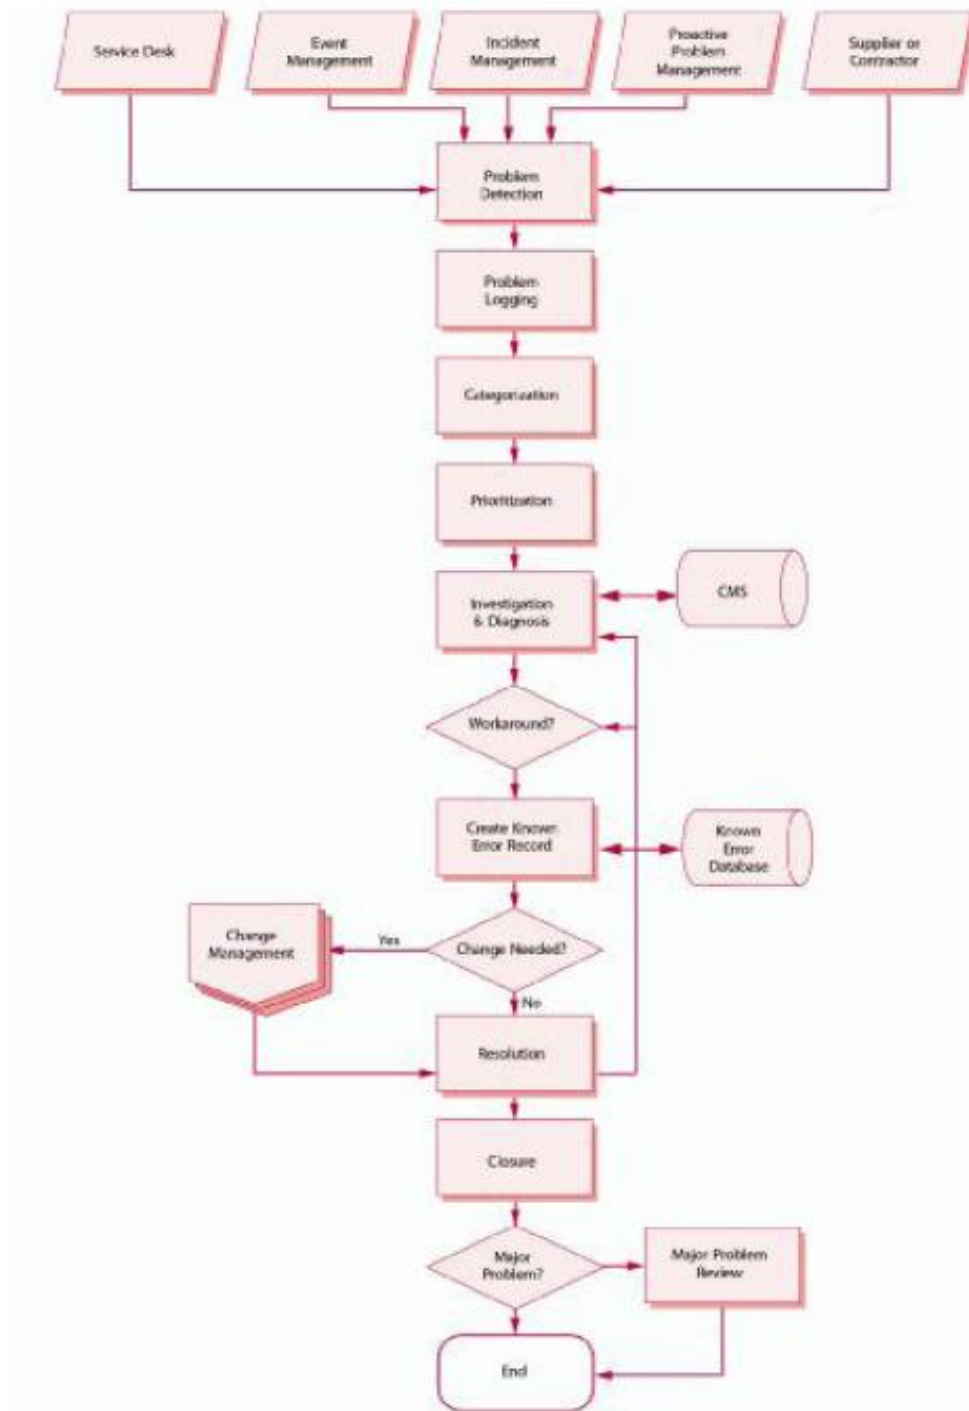 Service Desk
Event
Management
Incident
Management
Proactive
Problem
Management
Supplier or
Contractor
Problem
Detection
Problem
Logging
Categorization
Prioritization
Investigation
& Diagnosis
CMS
Workaround?
Create Known
Error Record
Known
Error
Database
Change
Management
Yes
Change Needed?
No
Resolution
Closure
Major
Problem?
Major Problem
Review
End